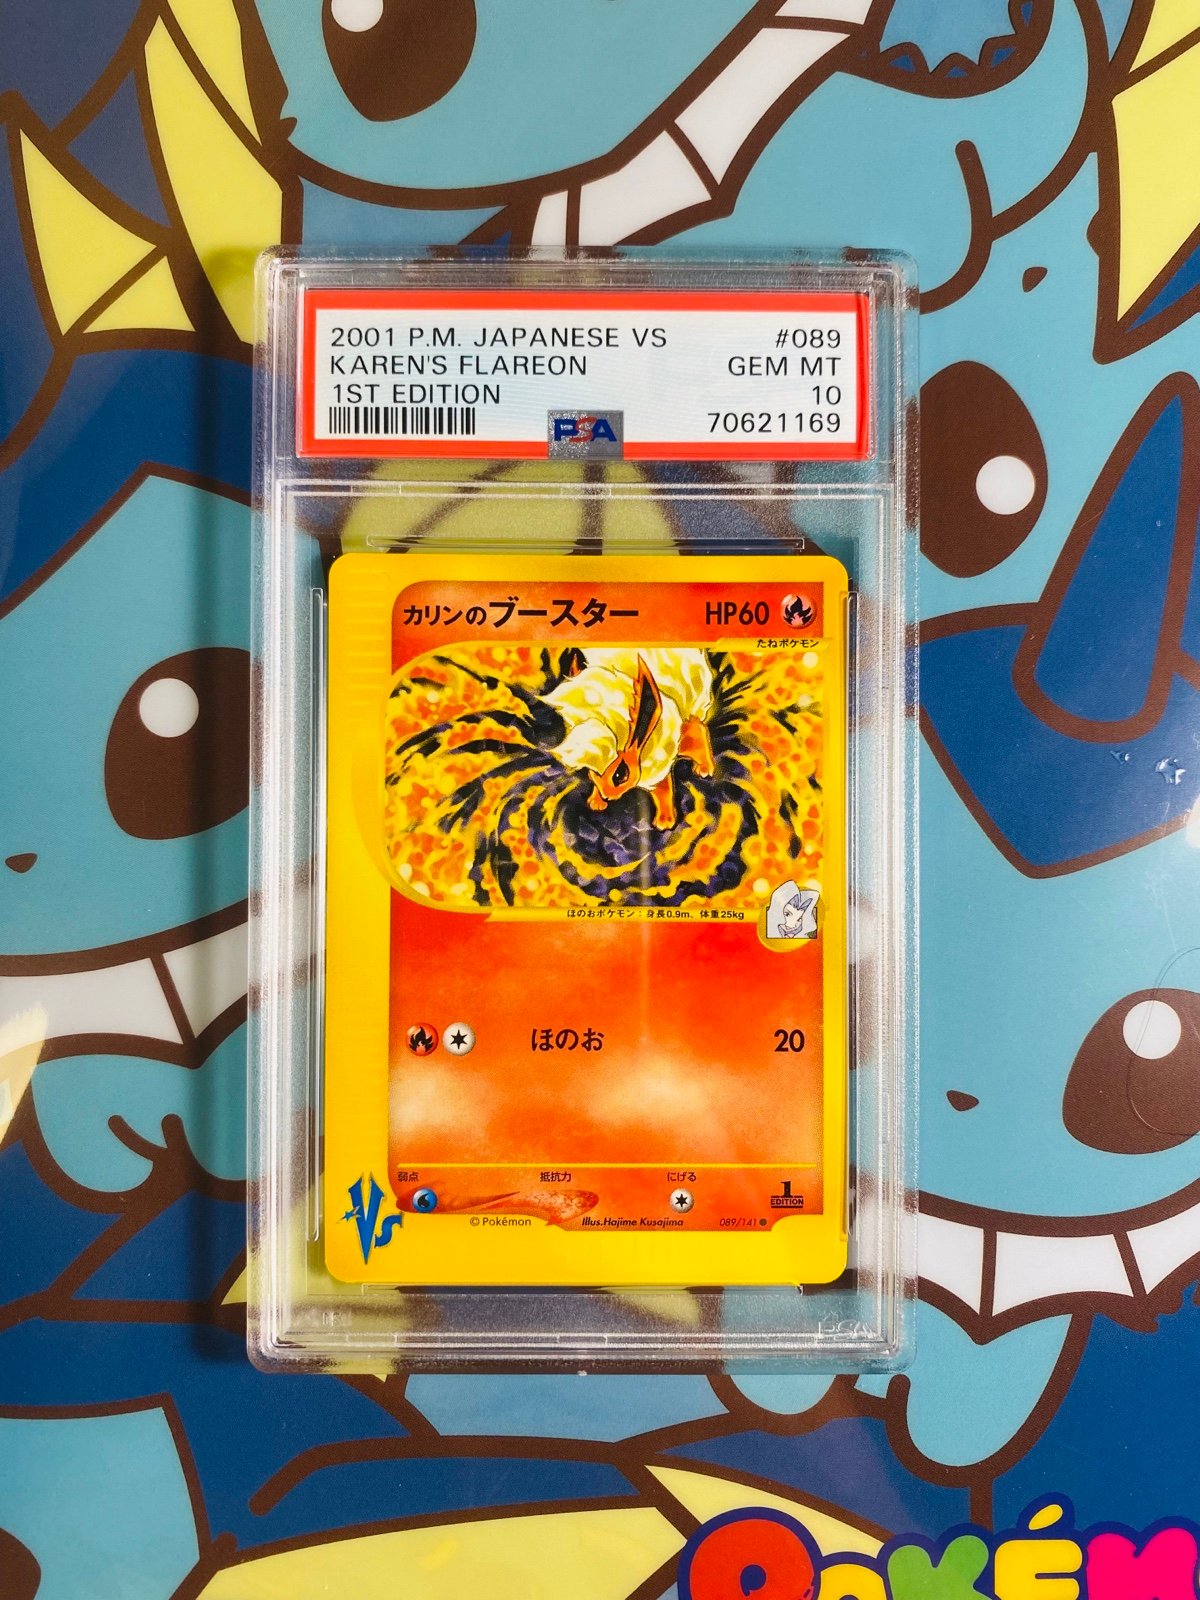 2001 P.M. JAPANESE VS #089
KAREN'S FLAREON GEM MT
1ST EDITION 10
70621169
PSA
カリンのブースター HP60
たねポケモン
ほのおポケモン：身長0.9m、体重25kg
ほのお 20
弱点 抵抗力 にげる
1
EDITION
VS
© Pokémon Illus.Hajime Kusajima 089/141
PSA
POKÉM